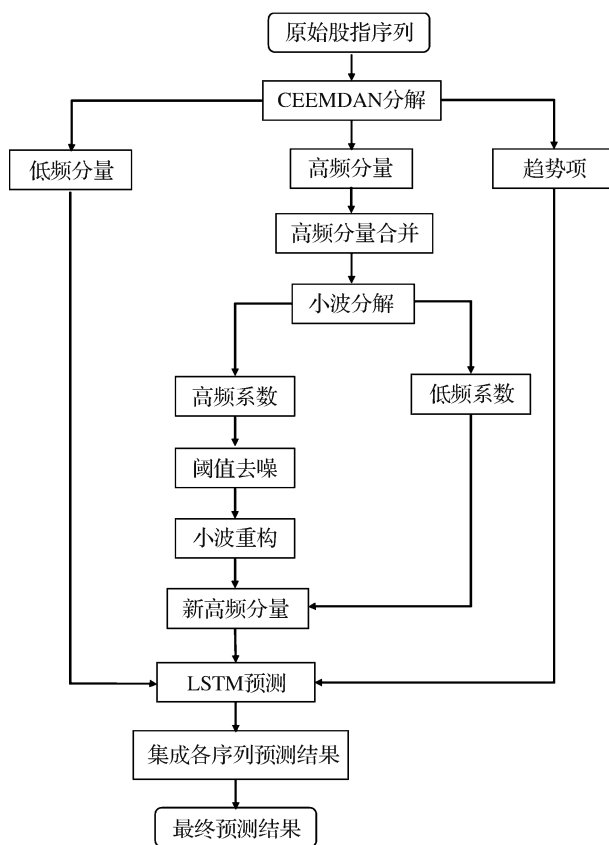 原始股指序列
CEEMDAN分解
低频分量
高频分量
趋势项
高频分量合并
小波分解
高频系数
低频系数
阈值去噪
小波重构
新高频分量
LSTM预测
集成各序列预测结果
最终预测结果